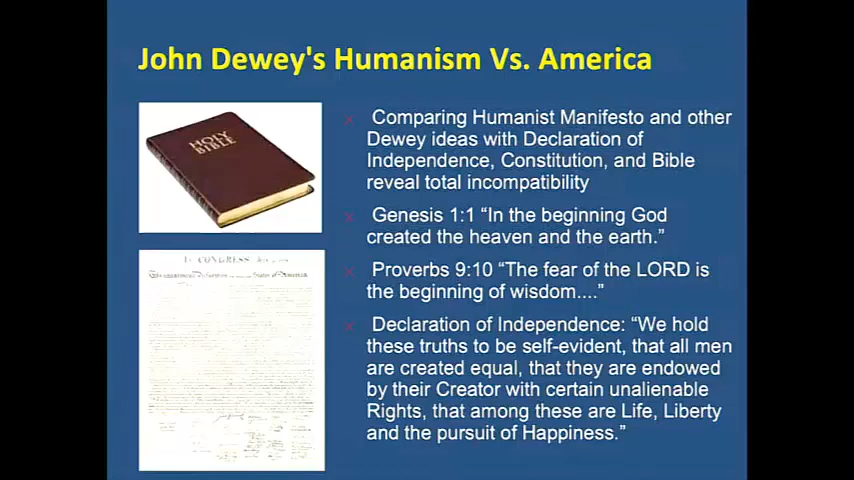 John Dewey's Humanism Vs. America
HOLY
BIBLE
IN CONGRESS,
States of America
Comparing Humanist Manifesto and other
Dewey ideas with Declaration of
Independence, Constitution, and Bible
reveal total incompatibility
Genesis 1:1 “In the beginning God
created the heaven and the earth.”
Proverbs 9:10 “The fear of the LORD is
the beginning of wisdom....”
Declaration of Independence: “We hold
these truths to be self-evident, that all men
are created equal, that they are endowed
by their Creator with certain unalienable
Rights, that among these are Life, Liberty
and the pursuit of Happiness.”